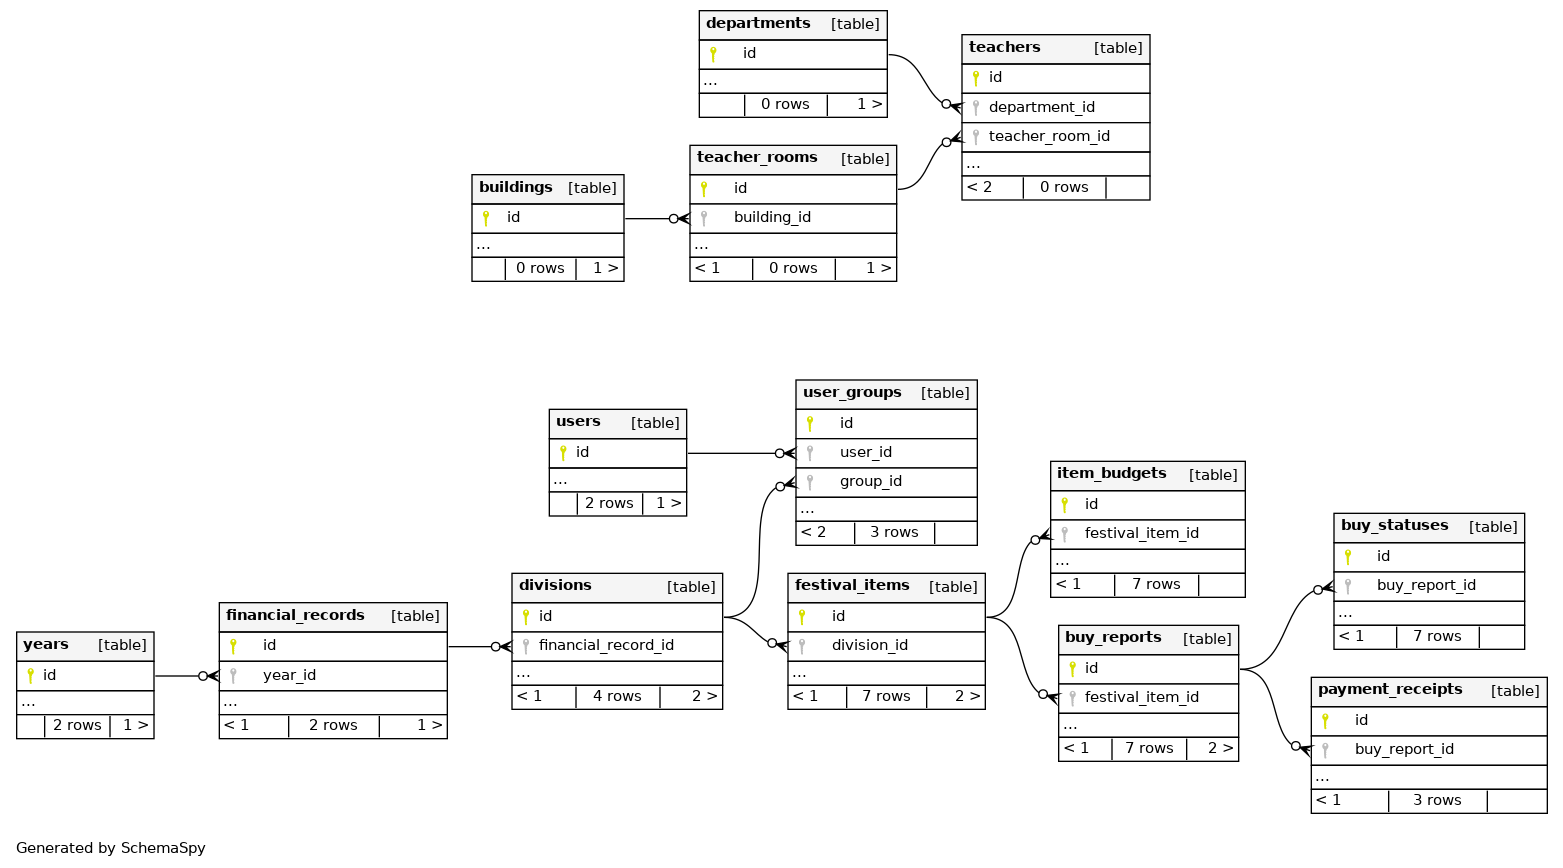 departments [table]
id
...
0 rows 1 >
teachers [table]
id
department_id
teacher_room_id
...
< 2 0 rows
teacher_rooms [table]
id
building_id
...
< 1 0 rows 1 >
buildings [table]
id
...
0 rows 1 >
user_groups [table]
id
user_id
group_id
...
< 2 3 rows
users [table]
id
...
2 rows 1 >
item_budgets [table]
id
festival_item_id
...
< 1 7 rows
buy_statuses [table]
id
buy_report_id
...
< 1 7 rows
divisions [table]
id
financial_record_id
...
< 1 4 rows 2 >
festival_items [table]
id
division_id
...
< 1 7 rows 2 >
financial_records [table]
id
year_id
...
< 1 2 rows 1 >
years [table]
id
...
2 rows 1 >
buy_reports [table]
id
festival_item_id
...
< 1 7 rows 2 >
payment_receipts [table]
id
buy_report_id
...
< 1 3 rows
Generated by SchemaSpy